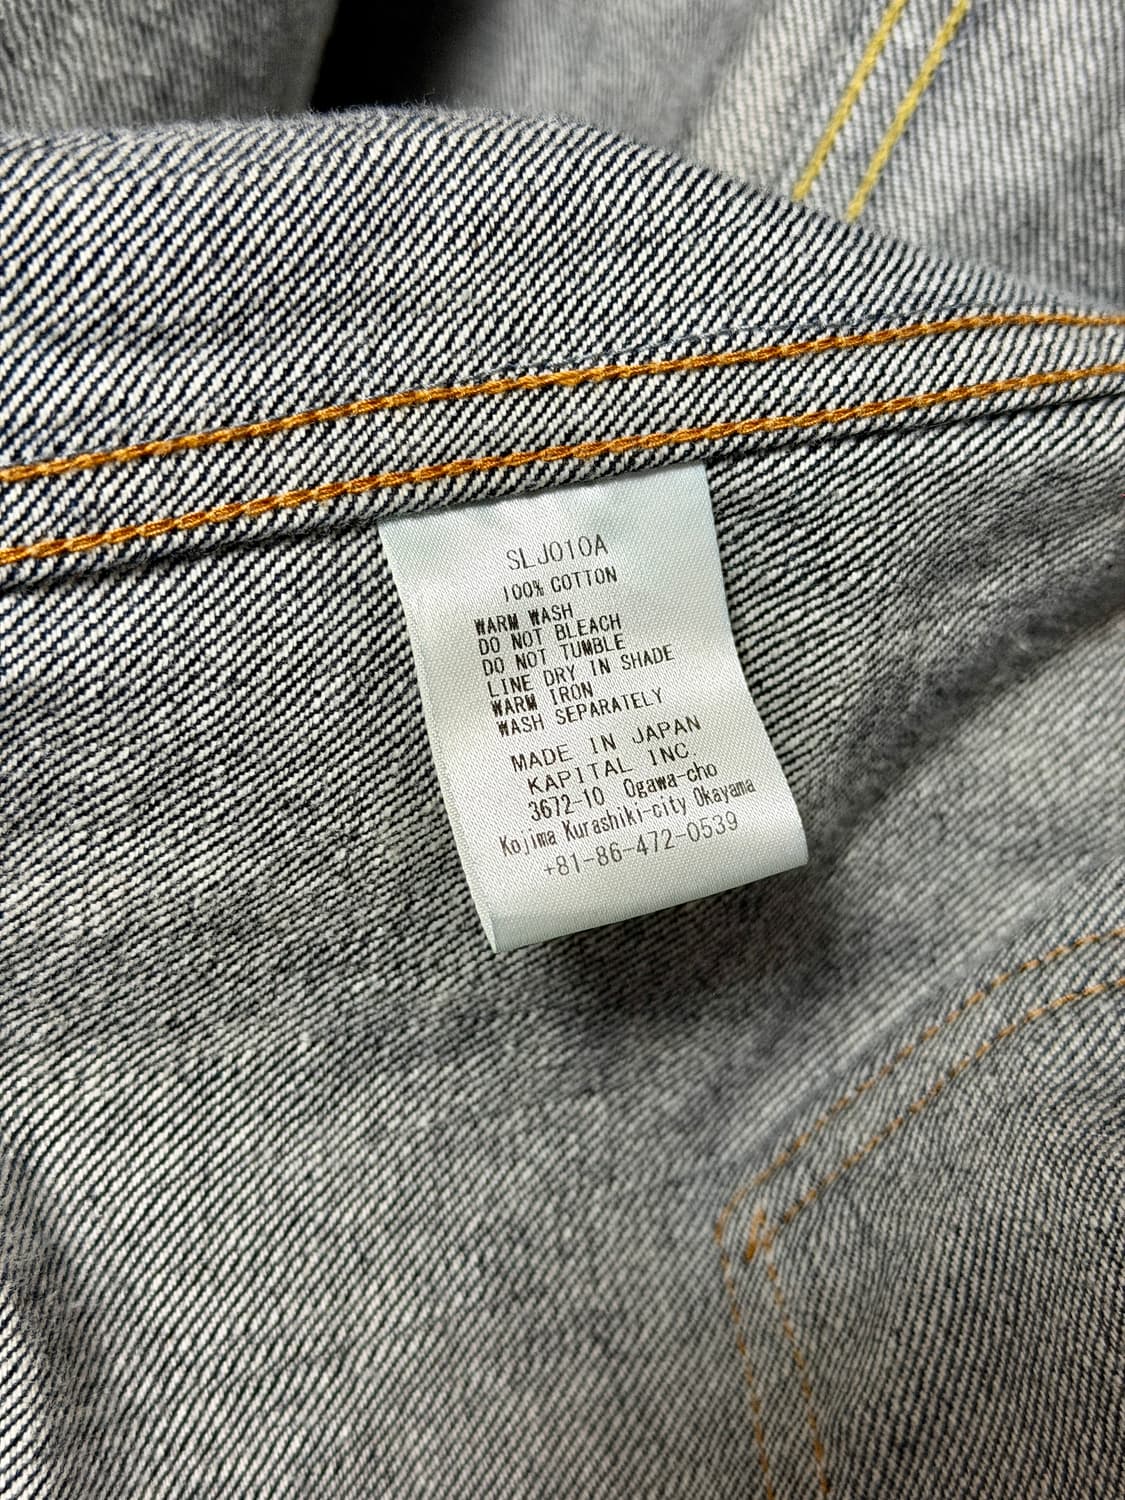 SLJ010A
100% COTTON
WARM WASH
DO NOT BLEACH
DO NOT TUMBLE
LINE DRY IN SHADE
WARM IRON
WASH SEPARATELY
MADE IN JAPAN
KAPITAL INC.
3672-10 Ogawa-cho
Kojima Kurashiki-city Okayama
+81-86-472-0539